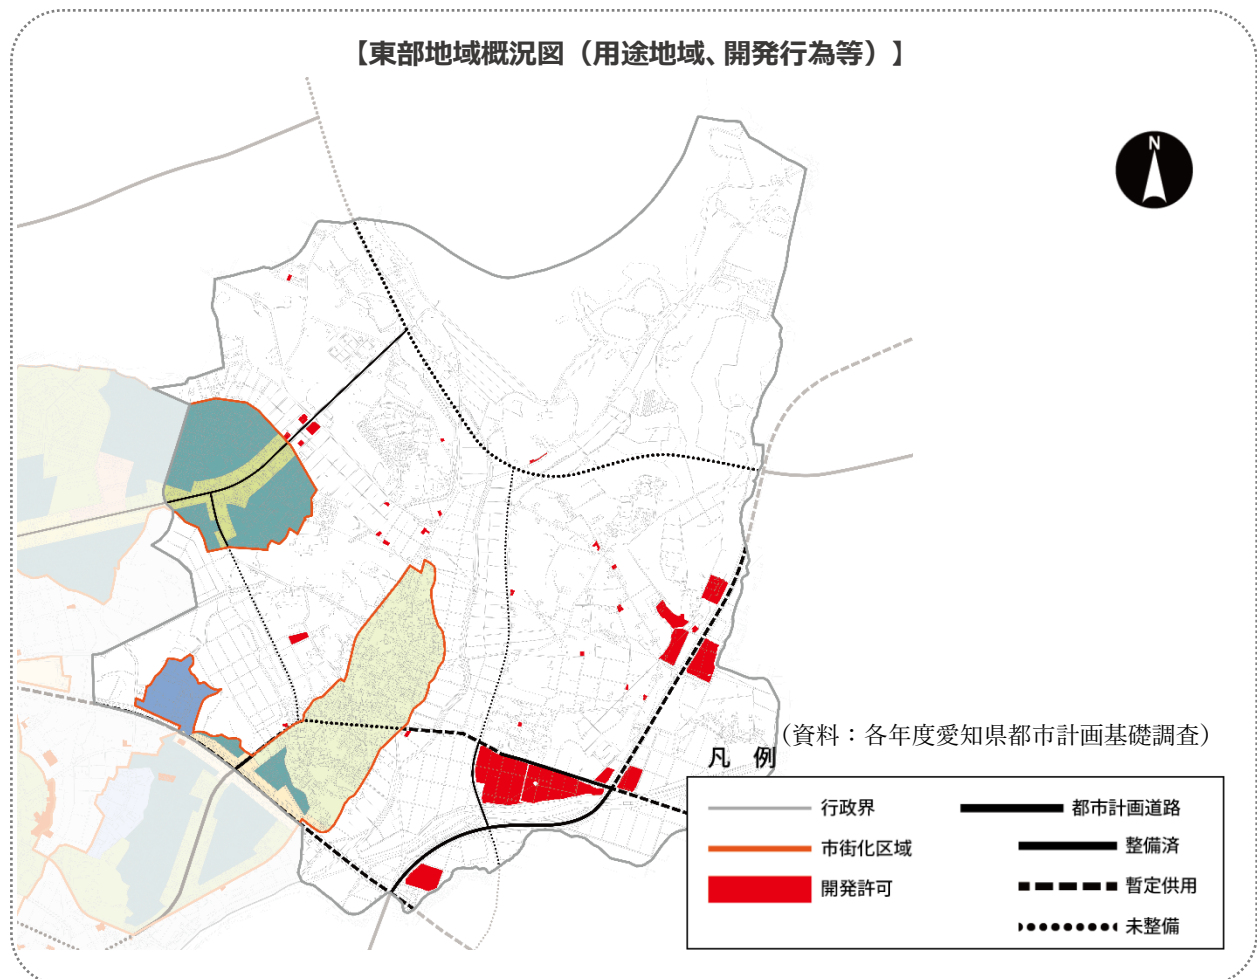 【東部地域概況図（用途地域、開発行為等）】
N
（資料：各年度愛知県都市計画基礎調査）
凡 例
行政界
都市計画道路
市街化区域
整備済
開発許可
暫定供用
未整備